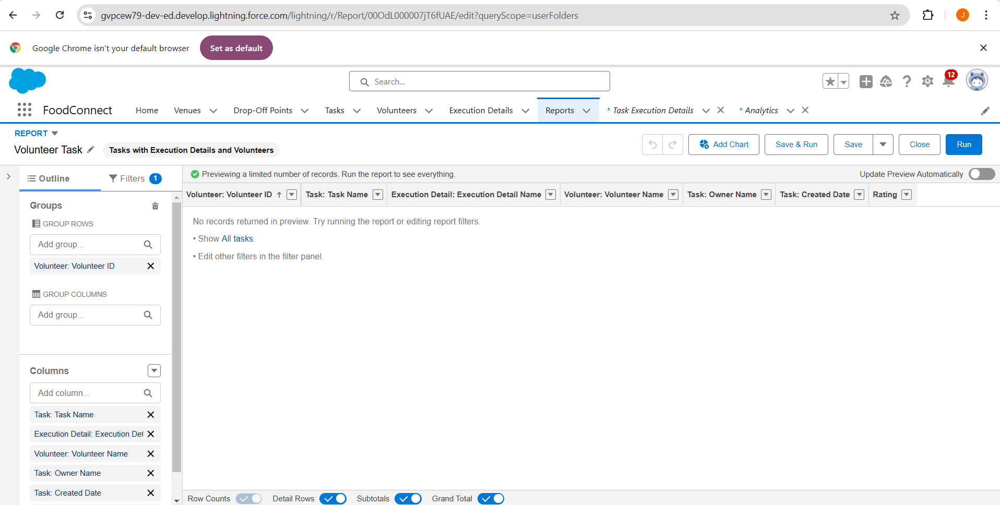 gvpcew79-dev-ed.develop.lightning.force.com/lightning/r/Report/00OdL000007jT6fUAE/edit?queryScope=userFolders
J
Google Chrome isn't your default browser
Set as default
Search...
12
FoodConnect
Home
Venues
Drop-Off Points
Tasks
Volunteers
Execution Details
Reports
* Task Execution Details
* Analytics
REPORT
Volunteer Task
Tasks with Execution Details and Volunteers
Add Chart
Save & Run
Save
Close
Run
Outline
Filters 1
Previewing a limited number of records. Run the report to see everything.
Update Preview Automatically
Groups
GROUP ROWS
Add group...
Volunteer: Volunteer ID
GROUP COLUMNS
Add group...
Columns
Add column...
Task: Task Name
Execution Detail: Execution Det
Volunteer: Volunteer Name
Task: Owner Name
Task: Created Date
Volunteer: Volunteer ID
Task: Task Name
Execution Detail: Execution Detail Name
Volunteer: Volunteer Name
Task: Owner Name
Task: Created Date
Rating
No records returned in preview. Try running the report or editing report filters.
• Show All tasks.
• Edit other filters in the filter panel.
Row Counts
Detail Rows
Subtotals
Grand Total